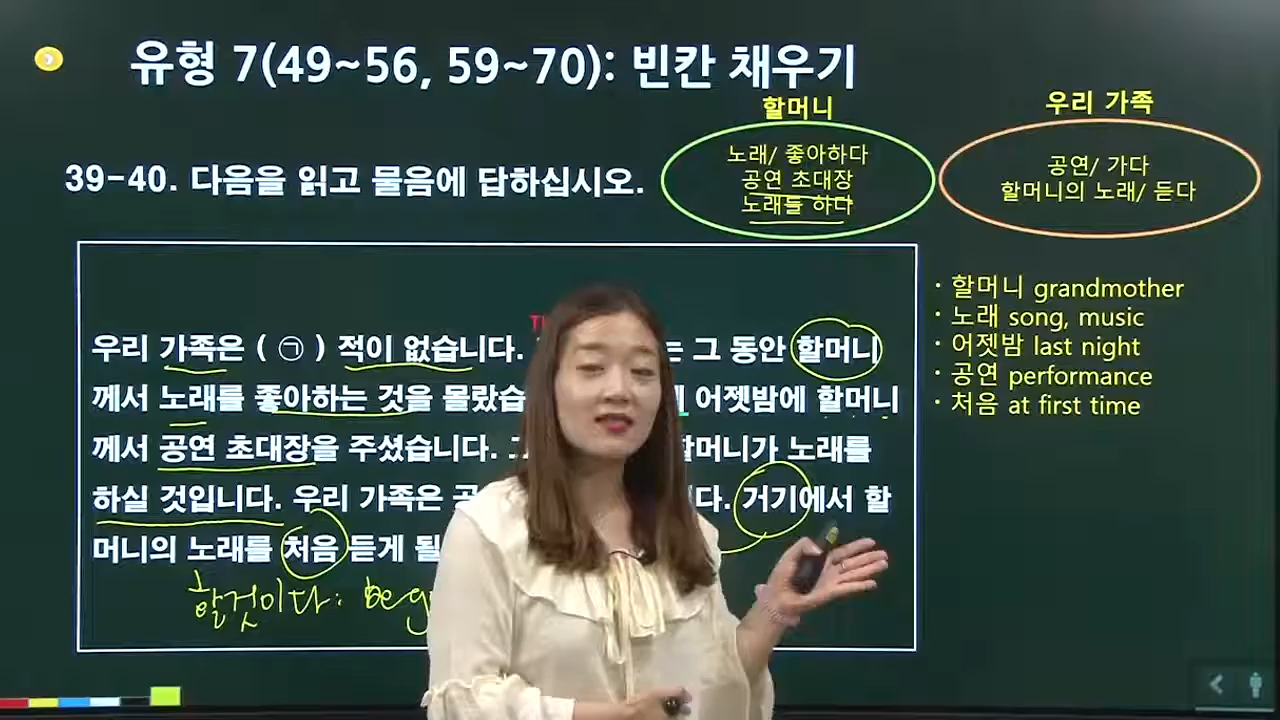 유형 7(49~56, 59~70): 빈칸 채우기
할머니
우리 가족
노래/ 좋아하다
공연 초대장
노래를 하다
공연/ 가다
할머니의 노래/ 듣다
39-40. 다음을 읽고 물음에 답하십시오.
우리 가족은 ( ㉠ ) 적이 없습니다. 는 그 동안 할머니
께서 노래를 좋아하는 것을 몰랐습 어젯밤에 할머니
께서 공연 초대장을 주셨습니다. 할머니가 노래를
하실 것입니다. 우리 가족은 다. 거기에서 할
머니의 노래를 처음 듣게 될
할 것이다:
· 할머니 grandmother
· 노래 song, music
· 어젯밤 last night
· 공연 performance
· 처음 at first time